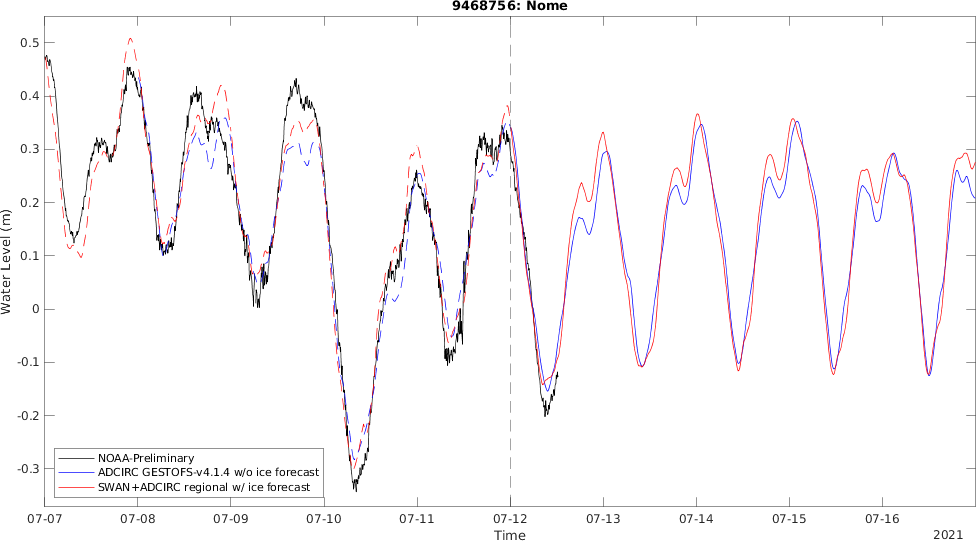 9468756: Nome
0.5
0.4
0.3
0.2
0.1
0
-0.1
-0.2
-0.3
Water Level (m)
NOAA-Preliminary
ADCIRC GESTOFS-v4.1.4 w/o ice forecast
SWAN+ADCIRC regional w/ ice forecast
07-07 07-08 07-09 07-10 07-11 07-12 07-13 07-14 07-15 07-16
Time
2021